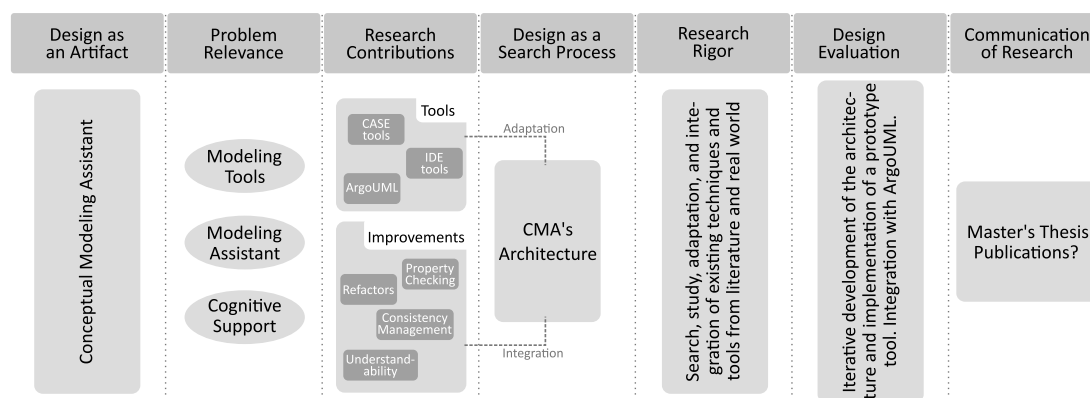 Design as
an Artifact
Problem
Relevance
Research
Contributions
Design as a
Search Process
Research
Rigor
Design
Evaluation
Communication
of Research
Conceptual Modeling Assistant
Modeling
Tools
Modeling
Assistant
Cognitive
Support
Tools
CASE
tools
IDE
tools
ArgoUML
Improvements
Property
Checking
Refactors
Consistency
Management
Understand-
ability
Adaptation
CMA's
Architecture
Integration
Search, study, adaptation, and inte-
gration of existing techniques and
tools from literature and real world
Iterative development of the architec-
ture and implementation of a prototype
tool. Integration with ArgoUML.
Master's Thesis
Publications?